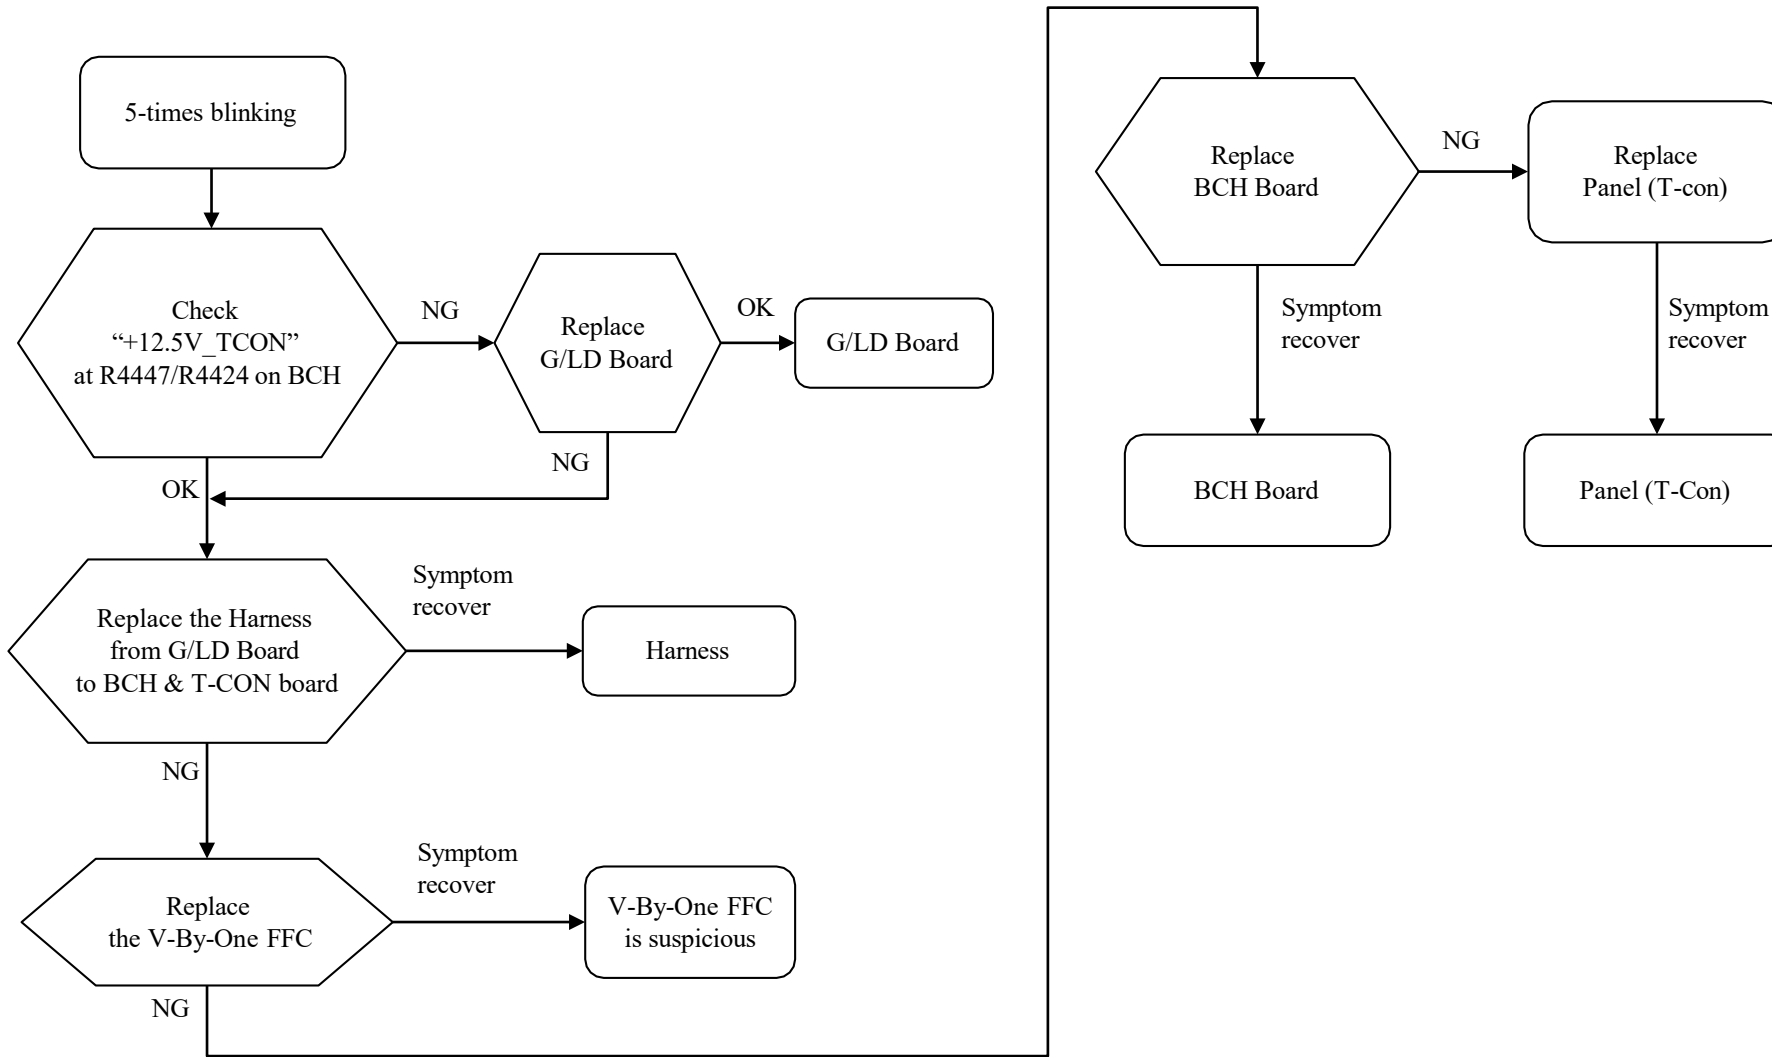 5-times blinking
Check
“+12.5V_TCON”
at R4447/R4424 on BCH
NG
Replace
G/LD Board
OK
G/LD Board
NG
OK
Replace the Harness
from G/LD Board
to BCH & T-CON board
Symptom
recover
Harness
NG
Replace
the V-By-One FFC
Symptom
recover
V-By-One FFC
is suspicious
NG
Replace
BCH Board
NG
Replace
Panel (T-con)
Symptom
recover
Symptom
recover
BCH Board
Panel (T-Con)